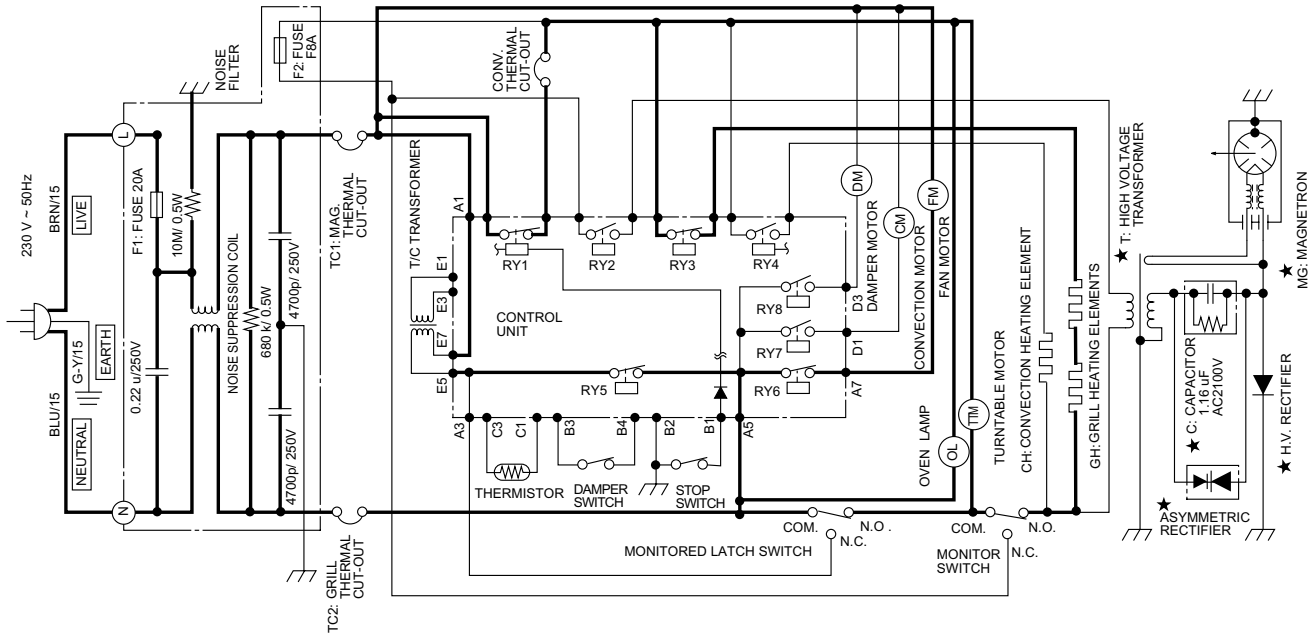 230 V ~ 50Hz
NEUTRAL
BLU/15
G-Y/15
EARTH
BRN/15
LIVE
N
L
F1: FUSE 20A
0.22 u/250V
10M/ 0.5W
NOISE
FILTER
NOISE SUPPRESSION COIL
680 k/ 0.5W
4700p/ 250V
4700p/ 250V
F2: FUSE
F8A
TC1: MAG.
THERMAL
CUT-OUT
TC2: GRILL
THERMAL
CUT-OUT
CONV.
THERMAL
CUT-OUT
T/C TRANSFORMER
A1
E1
E3
E7
E5
A3
CONTROL
UNIT
RY1
RY2
RY3
RY4
RY5
RY6
RY7
RY8
C3
C1
B3
B4
B2
B1
A5
A7
D1
D3
THERMISTOR
DAMPER
SWITCH
STOP
SWITCH
DM
DAMPER MOTOR
CM
CONVECTION MOTOR
FM
FAN MOTOR
OVEN LAMP
OL
TURNTABLE MOTOR
TTM
CH: CONVECTION HEATING ELEMENT
GH: GRILL HEATING ELEMENTS
COM.
N.O .
N.C.
MONITORED LATCH SWITCH
COM.
N.O.
N.C.
MONITOR
SWITCH
★ T: HIGH VOLTAGE
TRANSFORMER
★ C: CAPACITOR
1.16 uF
AC2100V
★ ASYMMETRIC
RECTIFIER
★ H.V. RECTIFIER
★ MG: MAGNETRON